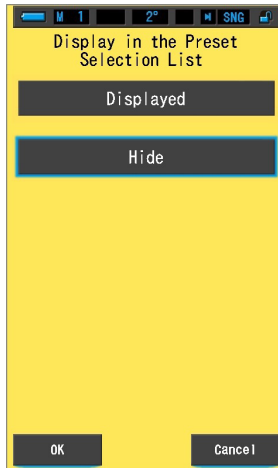 M 1 2° SNG
Display in the Preset
Selection List
Displayed
Hide
OK Cancel